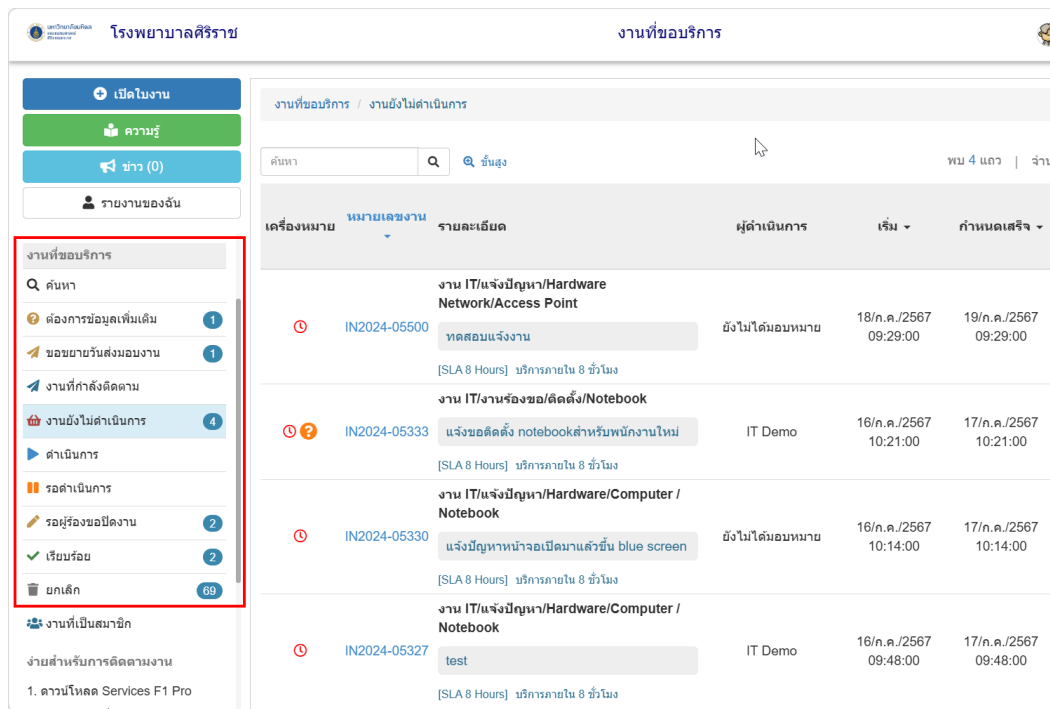 มหาวิทยาลัยมหิดล
โรงพยาบาลศิริราช
งานที่ขอบริการ
เปิดใบงาน
ความรู้
ข่าว (0)
รายงานของฉัน
งานที่ขอบริการ
ค้นหา
ต้องการข้อมูลเพิ่มเติม 1
ขอขยายวันส่งมอบงาน 1
งานที่กำลังติดตาม
งานยังไม่ดำเนินการ 4
ดำเนินการ
รอดำเนินการ
รอผู้ร้องขอปิดงาน 2
เรียบร้อย 2
ยกเลิก 69
งานที่เป็นสมาชิก
ง่ายสำหรับการติดตามงาน
1. ดาวน์โหลด Services F1 Pro
งานที่ขอบริการ / งานยังไม่ดำเนินการ
ค้นหา ขั้นสูง พบ 4 แถว |
เครื่องหมาย หมายเลขงาน รายละเอียด ผู้ดำเนินการ เริ่ม กำหนดเสร็จ
งาน IT/แจ้งปัญหา/Hardware
Network/Access Point
IN2024-05500 ทดสอบแจ้งงาน ยังไม่ได้มอบหมาย 18/ก.ค./2567 09:29:00 19/ก.ค./2567 09:29:00
[SLA 8 Hours] บริการภายใน 8 ชั่วโมง
งาน IT/งานร้องขอ/ติดตั้ง/Notebook
IN2024-05333 แจ้งขอติดตั้ง notebookสำหรับพนักงานใหม่ IT Demo 16/ก.ค./2567 10:21:00 17/ก.ค./2567 10:21:00
[SLA 8 Hours] บริการภายใน 8 ชั่วโมง
งาน IT/แจ้งปัญหา/Hardware/Computer /
Notebook
IN2024-05330 แจ้งปัญหาหน้าจอเปิดมาแล้วขึ้น blue screen ยังไม่ได้มอบหมาย 16/ก.ค./2567 10:14:00 17/ก.ค./2567 10:14:00
[SLA 8 Hours] บริการภายใน 8 ชั่วโมง
งาน IT/แจ้งปัญหา/Hardware/Computer /
Notebook
IN2024-05327 test IT Demo 16/ก.ค./2567 09:48:00 17/ก.ค./2567 09:48:00
[SLA 8 Hours] บริการภายใน 8 ชั่วโมง